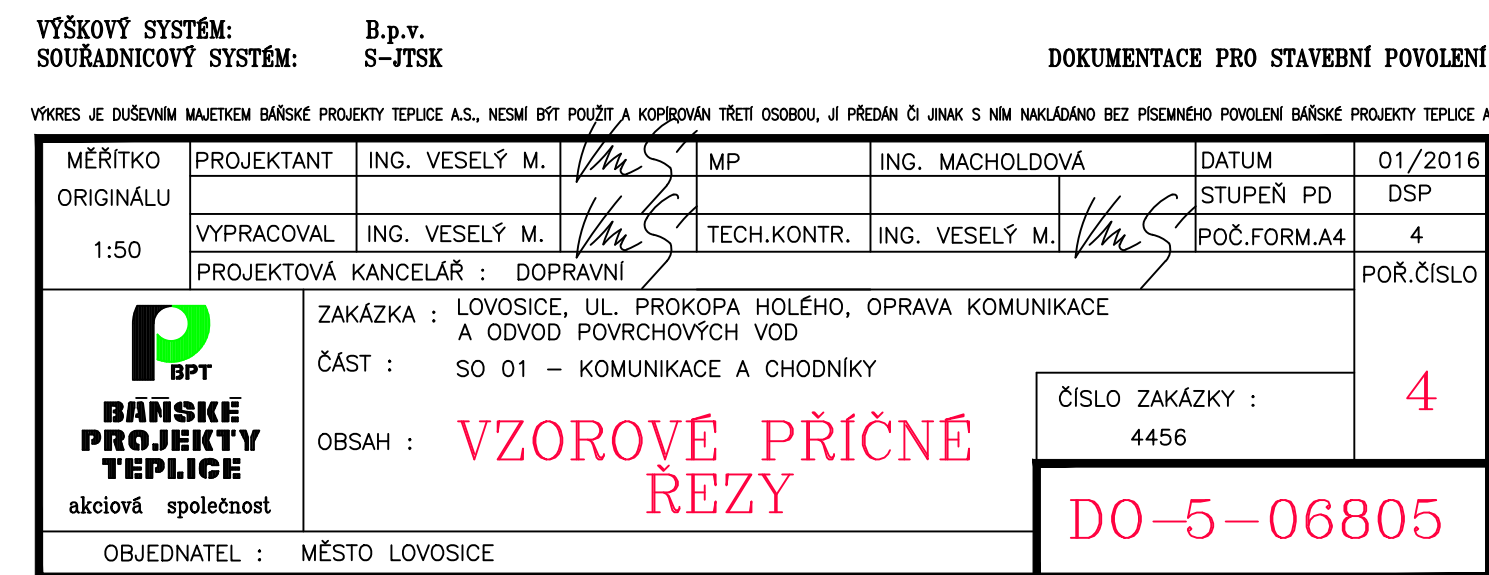 VÝŠKOVÝ SYSTÉM: B.p.v.
SOUŘADNICOVÝ SYSTÉM: S-JTSK
DOKUMENTACE PRO STAVEBNÍ POVOLENÍ
VÝKRES JE DUŠEVNÍM MAJETKEM BÁŇSKÉ PROJEKTY TEPLICE A.S., NESMÍ BÝT POUŽIT A KOPÍROVÁN TŘETÍ OSOBOU, JÍ PŘEDÁN ČI JINAK S NÍM NAKLÁDÁNO BEZ PÍSEMNÉHO POVOLENÍ BÁŇSKÉ PROJEKTY TEPLICE A
MĚŘÍTKO ORIGINÁLU
1:50
PROJEKTANT ING. VESELÝ M. MP ING. MACHOLDOVÁ DATUM 01/2016
STUPEŇ PD DSP
VYPRACOVAL ING. VESELÝ M. TECH.KONTR. ING. VESELÝ M. POČ.FORM.A4 4
PROJEKTOVÁ KANCELÁŘ : DOPRAVNÍ
POŘ.ČÍSLO
4
BPT
BÁŇSKÉ
PROJEKTY
TEPLICE
akciová společnost
ZAKÁZKA : LOVOSICE, UL. PROKOPA HOLÉHO, OPRAVA KOMUNIKACE
A ODVOD POVRCHOVÝCH VOD
ČÁST : SO 01 – KOMUNIKACE A CHODNÍKY
OBSAH : VZOROVÉ PŘÍČNÉ
ŘEZY
ČÍSLO ZAKÁZKY :
4456
DO-5-06805
OBJEDNATEL : MĚSTO LOVOSICE